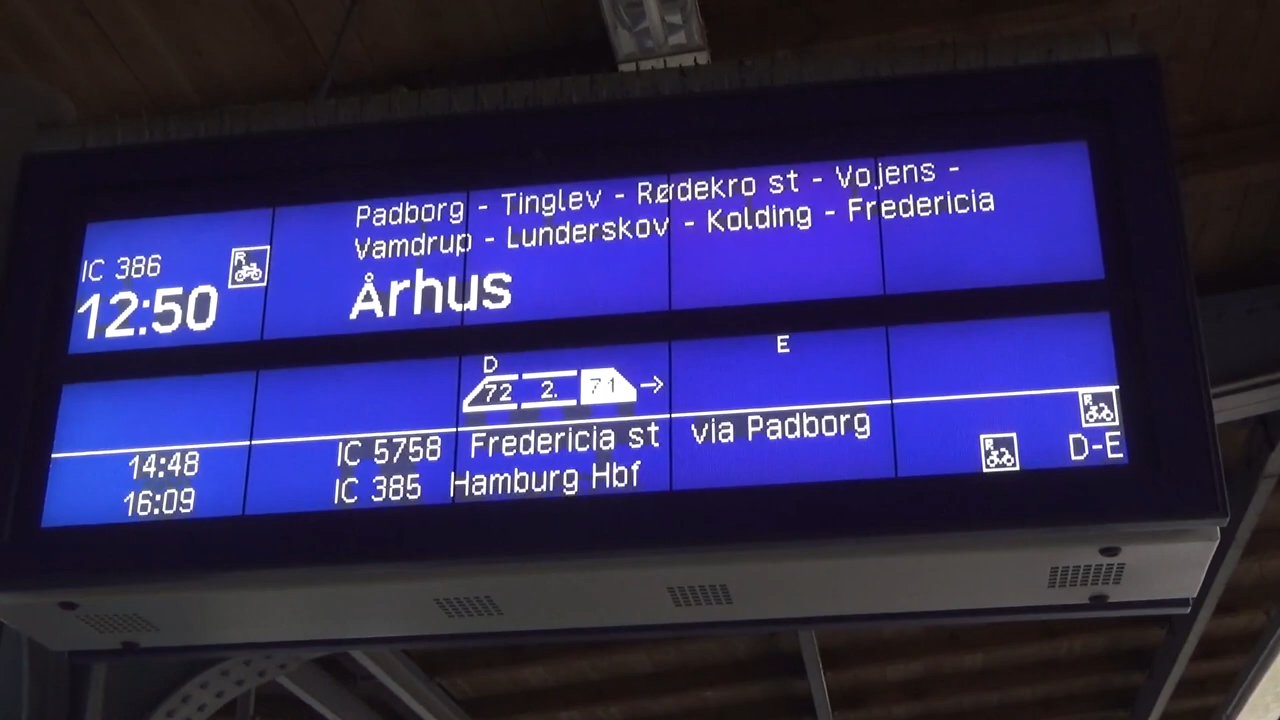 Padborg - Tinglev - Rødekro st - Vojens -
Vamdrup - Lunderskov - Kolding - Fredericia
IC 386
R
12:50
Århus
D
E
72 2. 71 →
14:48 IC 5758 Fredericia st via Padborg R
16:09 IC 385 Hamburg Hbf R D-E